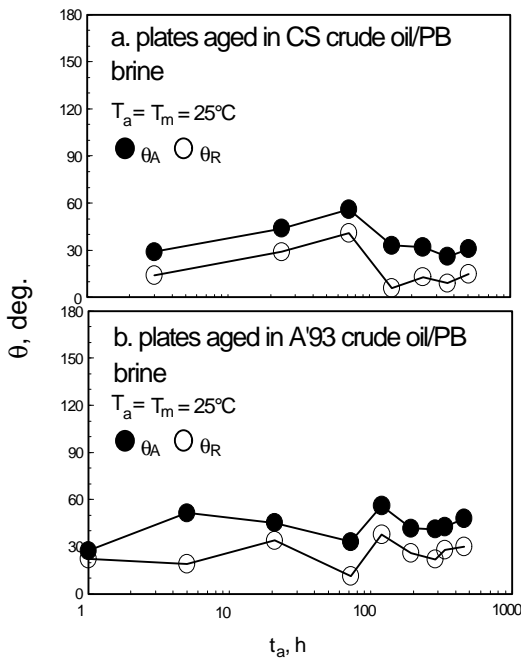 180
150
120
90
60
30
0
a. plates aged in CS crude oil/PB
brine
Tₐ = Tₘ = 25°C
θA θR
θ, deg.
180
150
120
90
60
30
0
b. plates aged in A'93 crude oil/PB
brine
Tₐ = Tₘ = 25°C
θA θR
1 10 100 1000
tₐ, h